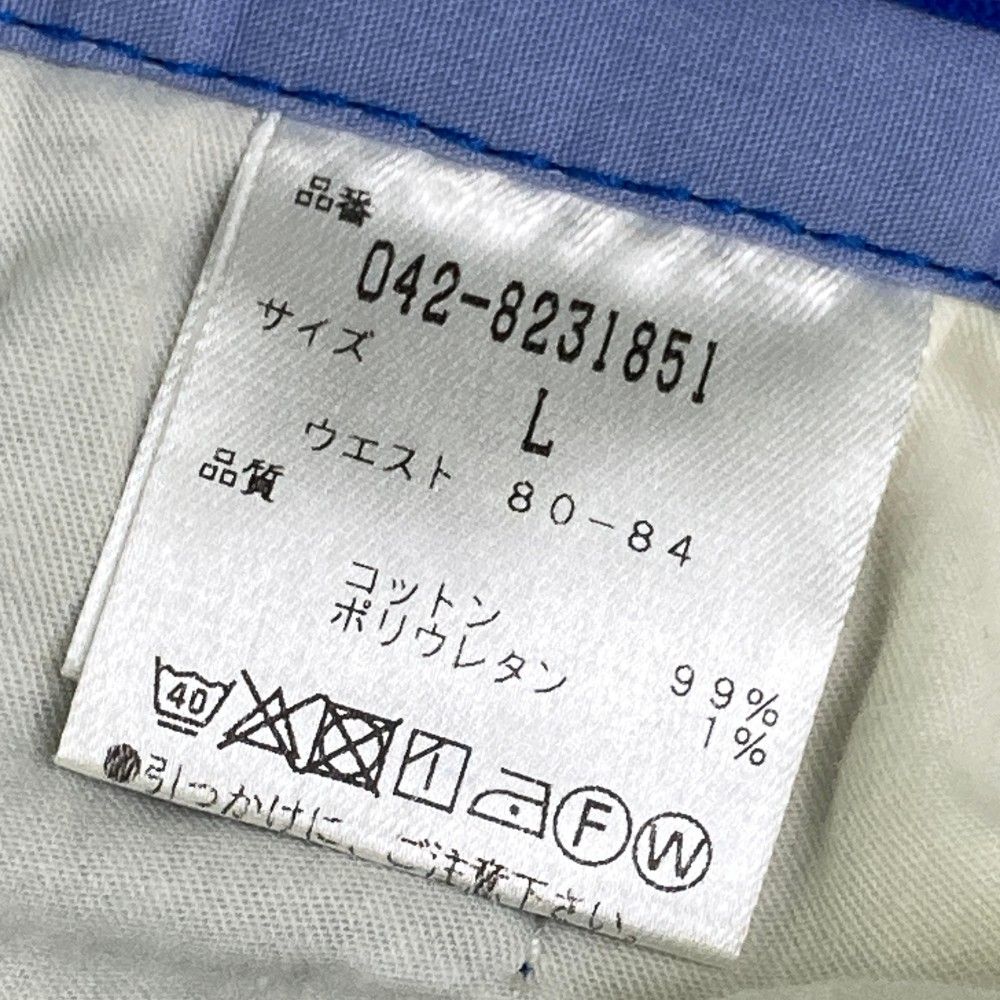 品番
042-8231851
サイズ
L
ウエスト 80-84
品質
コットン 99%
ポリウレタン 1%
40 1 F W
●引つかけに、ご注意下さい。